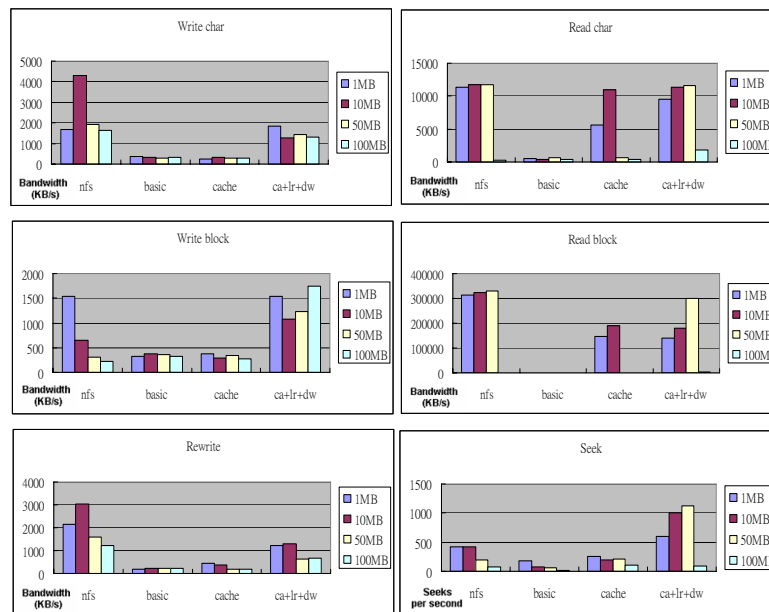 Write char
5000
4000
3000
2000
1000
0
1MB
10MB
50MB
100MB
Bandwidth
(KB/s)
nfs
basic
cache
ca+lr+dw
Read char
15000
10000
5000
0
1MB
10MB
50MB
100MB
Bandwidth
(KB/s)
nfs
basic
cache
ca+lr+dw
Write block
2000
1500
1000
500
0
1MB
10MB
50MB
100MB
Bandwidth
(KB/s)
nfs
basic
cache
ca+lr+dw
Read block
400000
300000
200000
100000
0
1MB
10MB
50MB
100MB
Bandwidth
(KB/s)
nfs
basic
cache
ca+lr+dw
Rewrite
4000
3000
2000
1000
0
1MB
10MB
50MB
100MB
Bandwidth
(KB/s)
nfs
basic
cache
ca+lr+dw
Seek
1500
1000
500
0
1MB
10MB
50MB
100MB
Seeks
per second
nfs
basic
cache
ca+lr+dw